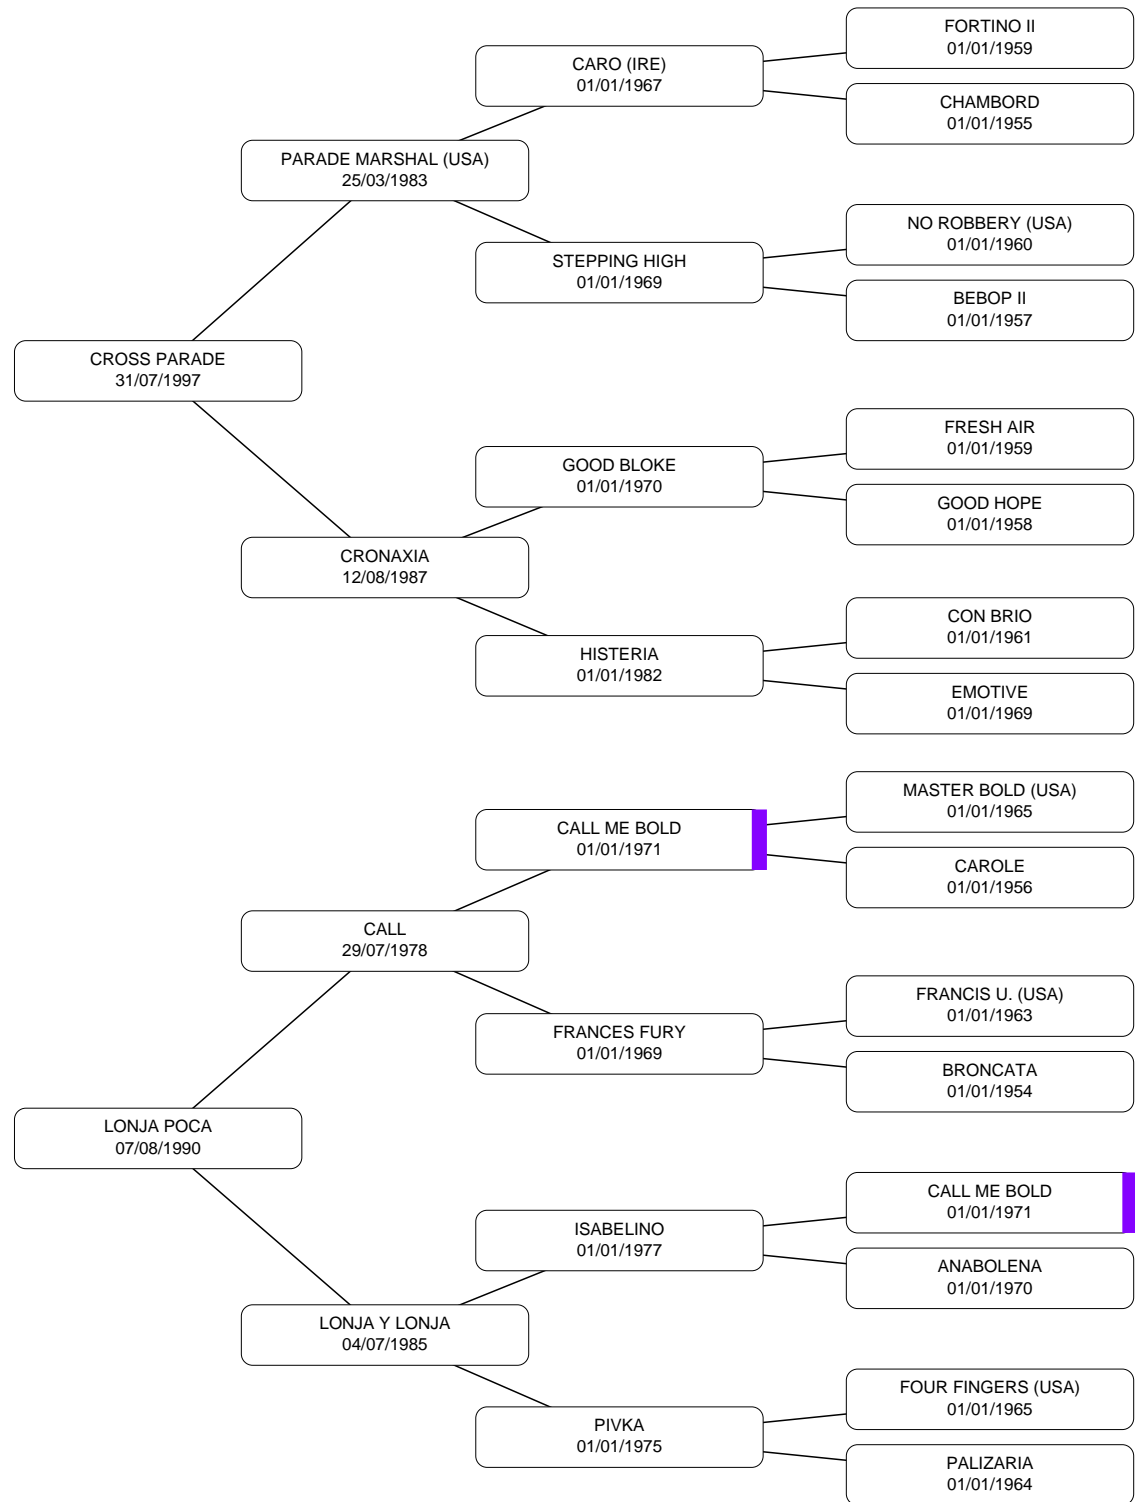 FORTINO II
01/01/1959
CARO (IRE)
01/01/1967
CHAMBORD
01/01/1955
PARADE MARSHAL (USA)
25/03/1983
NO ROBBERY (USA)
01/01/1960
STEPPING HIGH
01/01/1969
BEBOP II
01/01/1957
CROSS PARADE
31/07/1997
FRESH AIR
01/01/1959
GOOD BLOKE
01/01/1970
GOOD HOPE
01/01/1958
CRONAXIA
12/08/1987
CON BRIO
01/01/1961
HISTERIA
01/01/1982
EMOTIVE
01/01/1969
MASTER BOLD (USA)
01/01/1965
CALL ME BOLD
01/01/1971
CAROLE
01/01/1956
CALL
29/07/1978
FRANCIS U. (USA)
01/01/1963
FRANCES FURY
01/01/1969
BRONCATA
01/01/1954
LONJA POCA
07/08/1990
CALL ME BOLD
01/01/1971
ISABELINO
01/01/1977
ANABOLENA
01/01/1970
LONJA Y LONJA
04/07/1985
FOUR FINGERS (USA)
01/01/1965
PIVKA
01/01/1975
PALIZARIA
01/01/1964